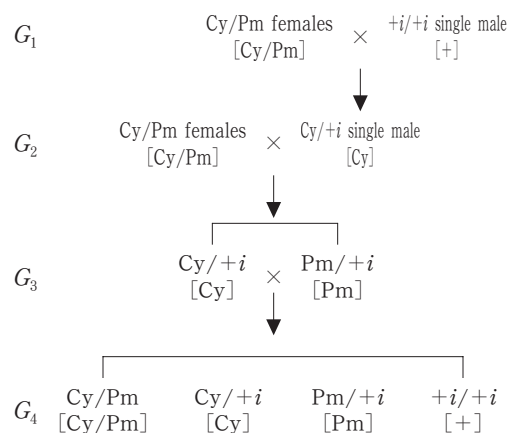 G1 Cy/Pm females × +i/+i single male
[Cy/Pm] [+]
G2 Cy/Pm females × Cy/+i single male
[Cy/Pm] [Cy]
G3 Cy/+i × Pm/+i
[Cy] [Pm]
G4 Cy/Pm Cy/+i Pm/+i +i/+i
[Cy/Pm] [Cy] [Pm] [+]